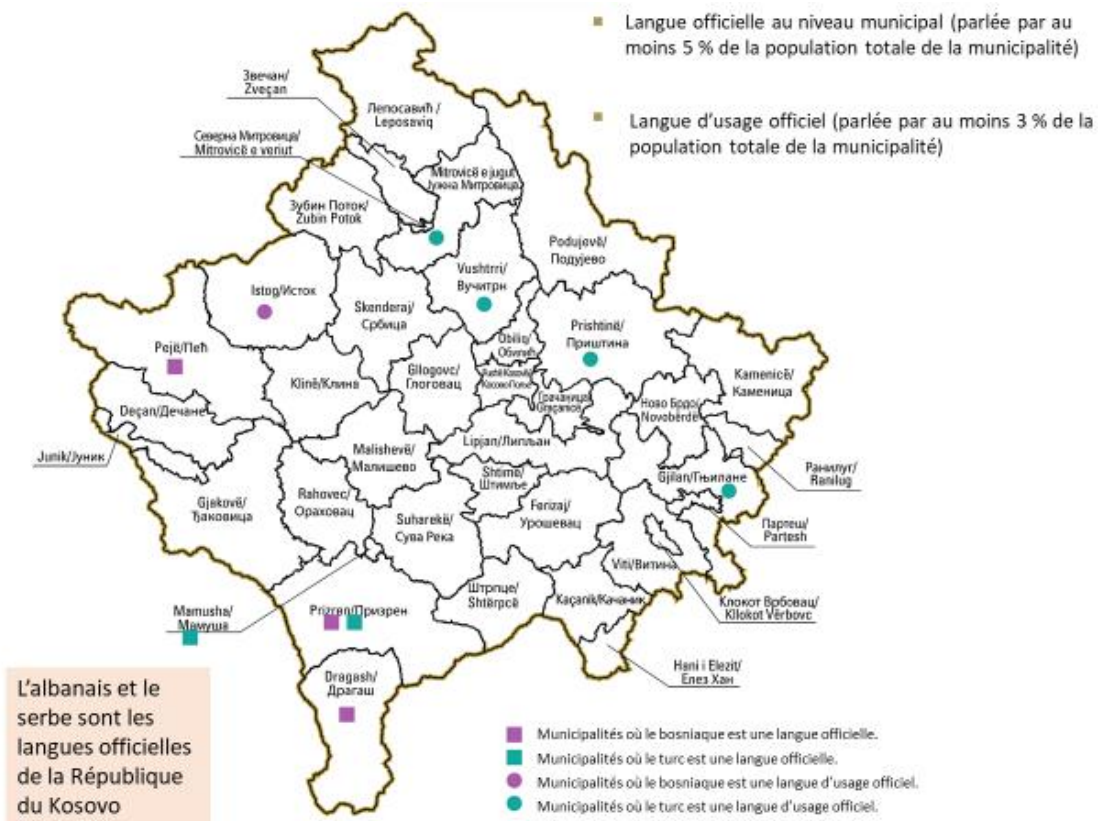 Langue officielle au niveau municipal (parlée par au
moins 5 % de la population totale de la municipalité)
Langue d'usage officiel (parlée par au moins 3 % de la
population totale de la municipalité)
Звечан/
Zveçan
Лепосавић /
Leposaviq
Северна Митровица/
Mitrovicë e veriut
Mitrovicë e jugut
Јужна Митровица
Зубин Поток/
Zubin Potok
Podujevë/
Подујево
Vushtrri/
Вучитрн
Istog/Исток
Skenderaj/
Србица
Prishtinë/
Приштина
Obiliq/
Обилић
Pejë/Пећ
Klinë/Клина
Gllogovc/
Глоговац
Fushë Kosovë/
Косово Поље
Грачаница/
Graçanicë
Kamenicë/
Каменица
Ново Брдо/
Novobërdë
Deçan/Дечане
Junik/Јуник
Malishevë/
Малишево
Lipjan/Липљан
Shtime/
Штимље
Ранилуг/
Ranilug
Gjilan/Гњилане
Gjakovë/
Ђаковица
Rahovec/
Ораховац
Suharekë/
Сува Река
Ferizaj/
Урошевац
Партеш/
Partesh
Viti/Витина
Штрпце/
Shtërpcë
Kaçanik/Качаник
Клокот Врбовац/
Kllokot Vërbovc
Mamusha/
Мамуша
Prizren/Призрен
Hani i Elezit/
Елез Хан
Dragash/
Драгаш
L'albanais et le
serbe sont les
langues officielles
de la République
du Kosovo
Municipalités où le bosniaque est une langue officielle.
Municipalités où le turc est une langue officielle.
Municipalités où le bosniaque est une langue d'usage officiel.
Municipalités où le turc est une langue d'usage officiel.